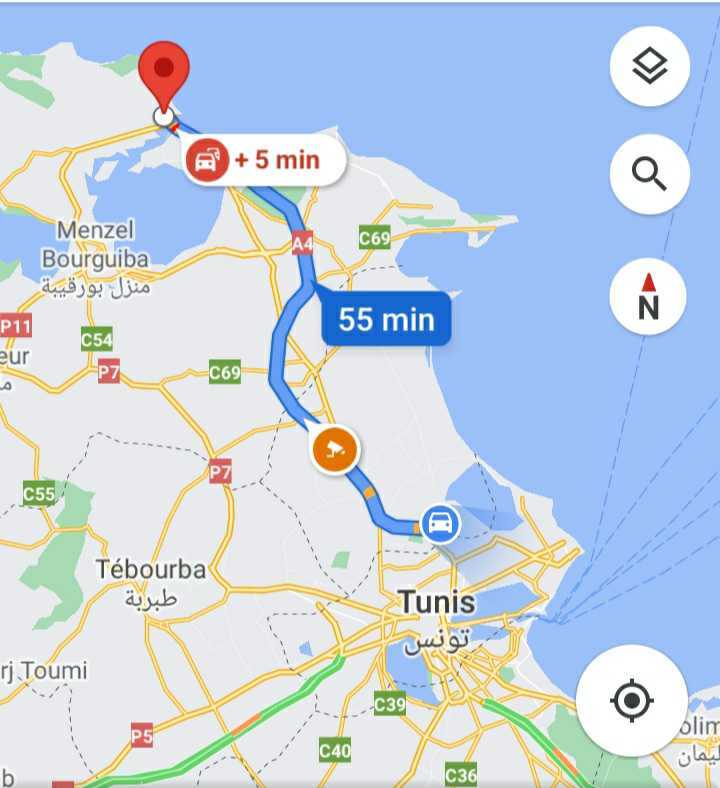 + 5 min
Menzel
Bourguiba
منزل بورقيبة
A4
C69
N
55 min
P11
C54
P7
C69
P7
C55
Tébourba
طبربة
Tunis
تونس
rj Toumi
C39
P5
C40
C36
olim
ليمان